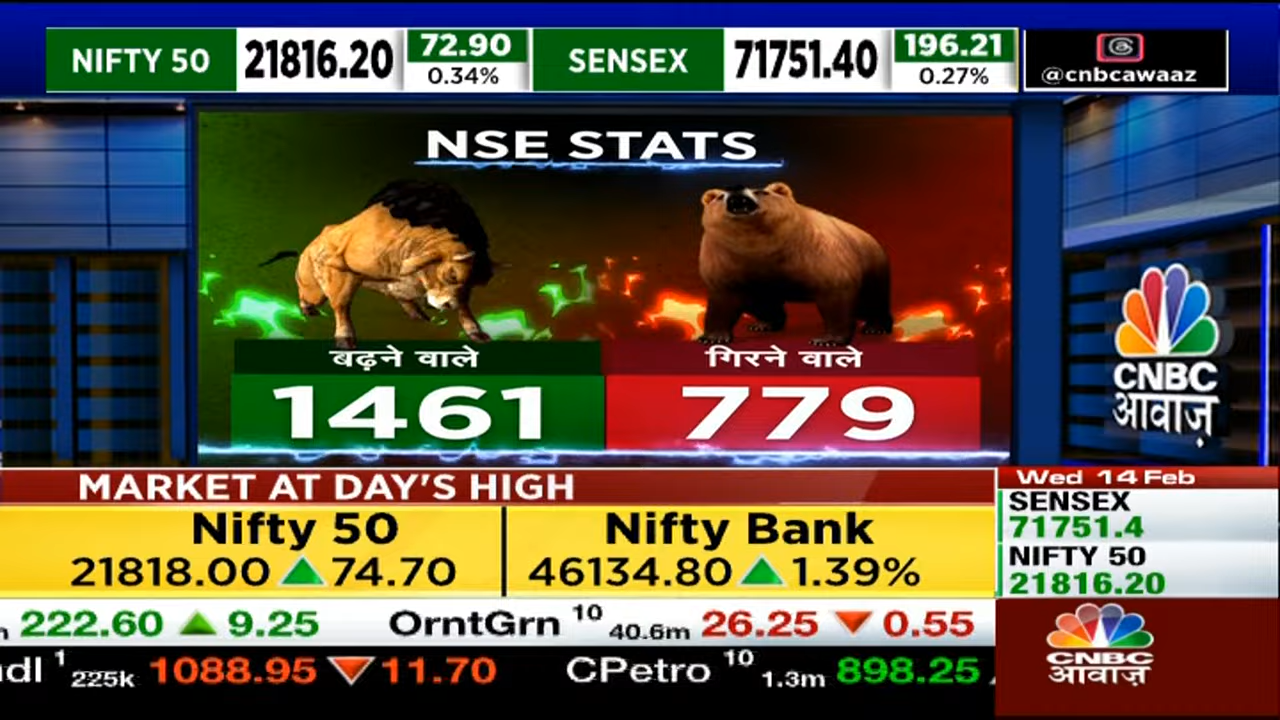 NIFTY 50 21816.20 72.90 0.34% SENSEX 71751.40 196.21 0.27% @cnbcawaaz
NSE STATS
बढ़ने वाले गिरने वाले
1461 779
CNBC
आवाज़
MARKET AT DAY'S HIGH
Nifty 50 Nifty Bank
21818.00 74.70 46134.80 1.39%
Wed 14 Feb
SENSEX
71751.4
NIFTY 50
21816.20
222.60 9.25 OrntGrn 10 40.6m 26.25 0.55
1 225k 1088.95 11.70 CPetro 10 1.3m 898.25
CNBC
आवाज़